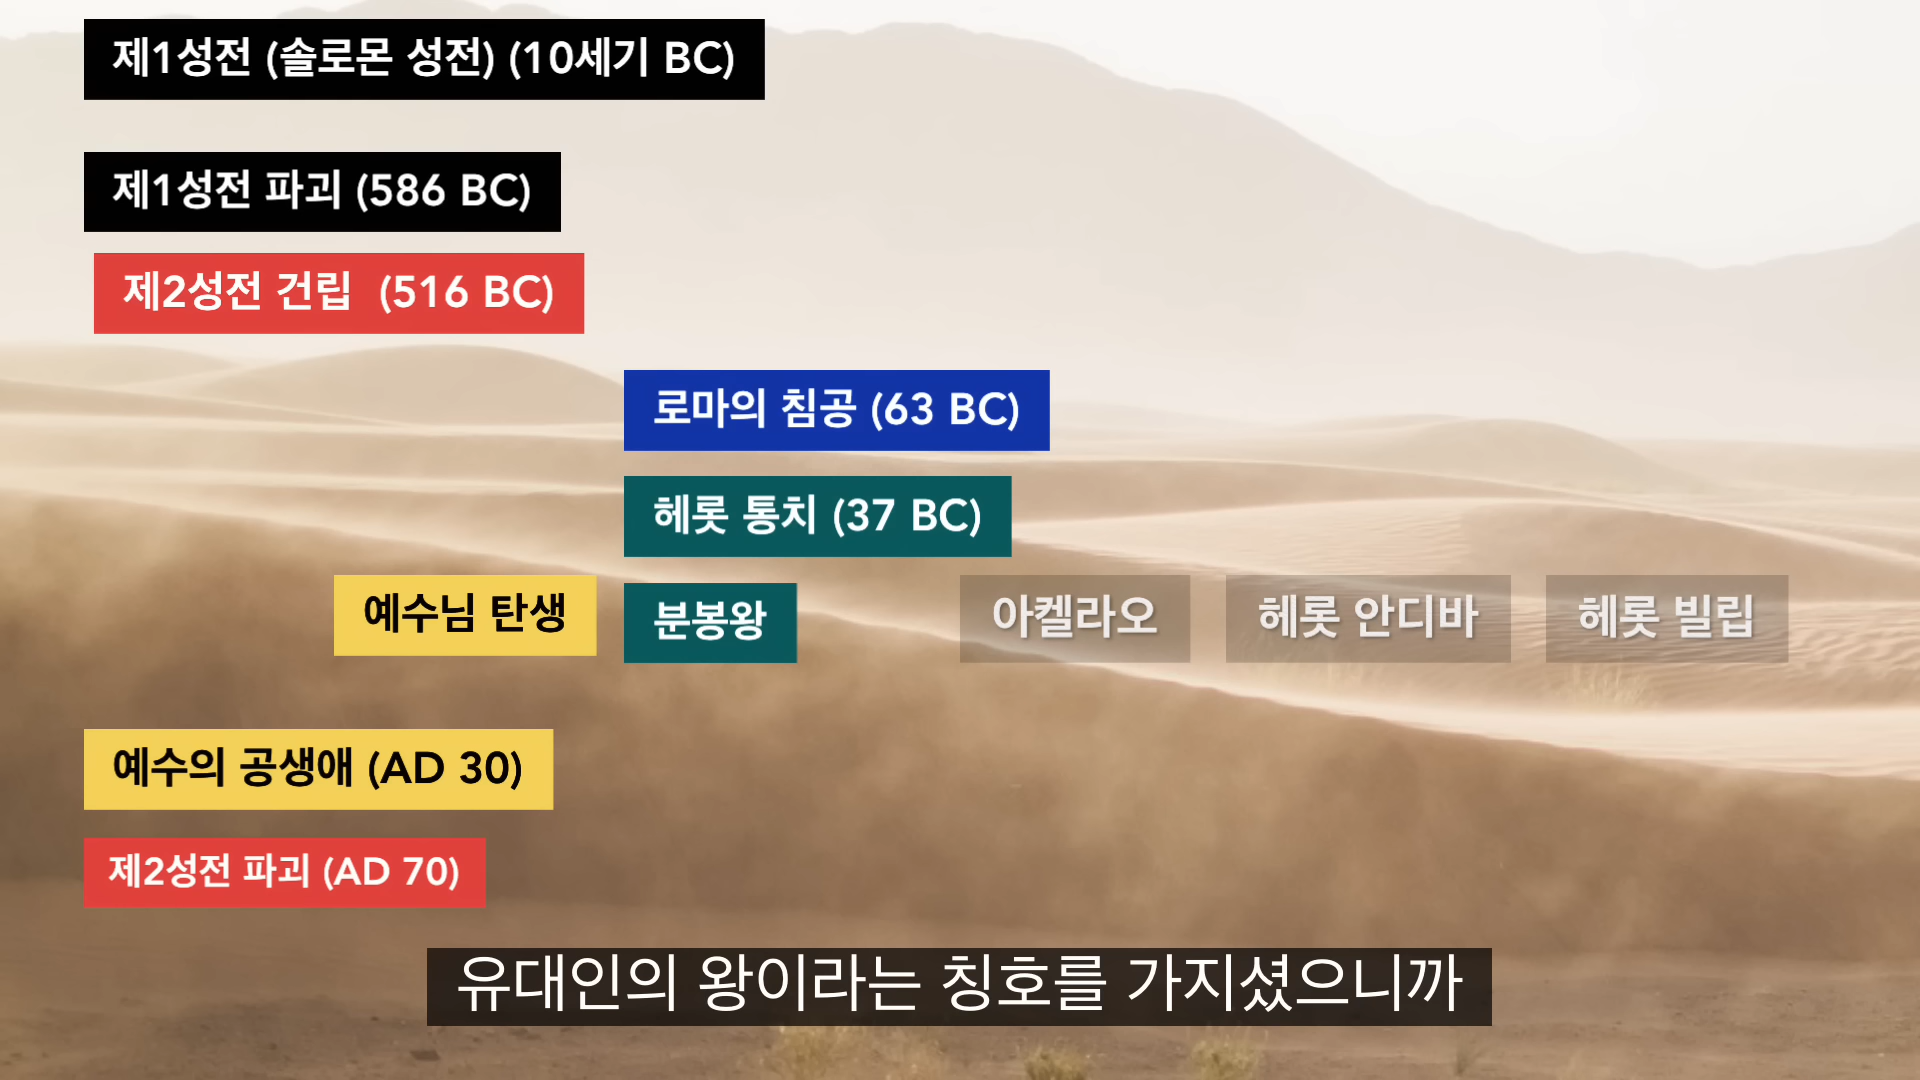 제1성전 (솔로몬 성전) (10세기 BC)
제1성전 파괴 (586 BC)
제2성전 건립 (516 BC)
로마의 침공 (63 BC)
헤롯 통치 (37 BC)
예수님 탄생
분봉왕
아켈라오
헤롯 안디바
헤롯 빌립
예수의 공생애 (AD 30)
제2성전 파괴 (AD 70)
유대인의 왕이라는 칭호를 가지셨으니까